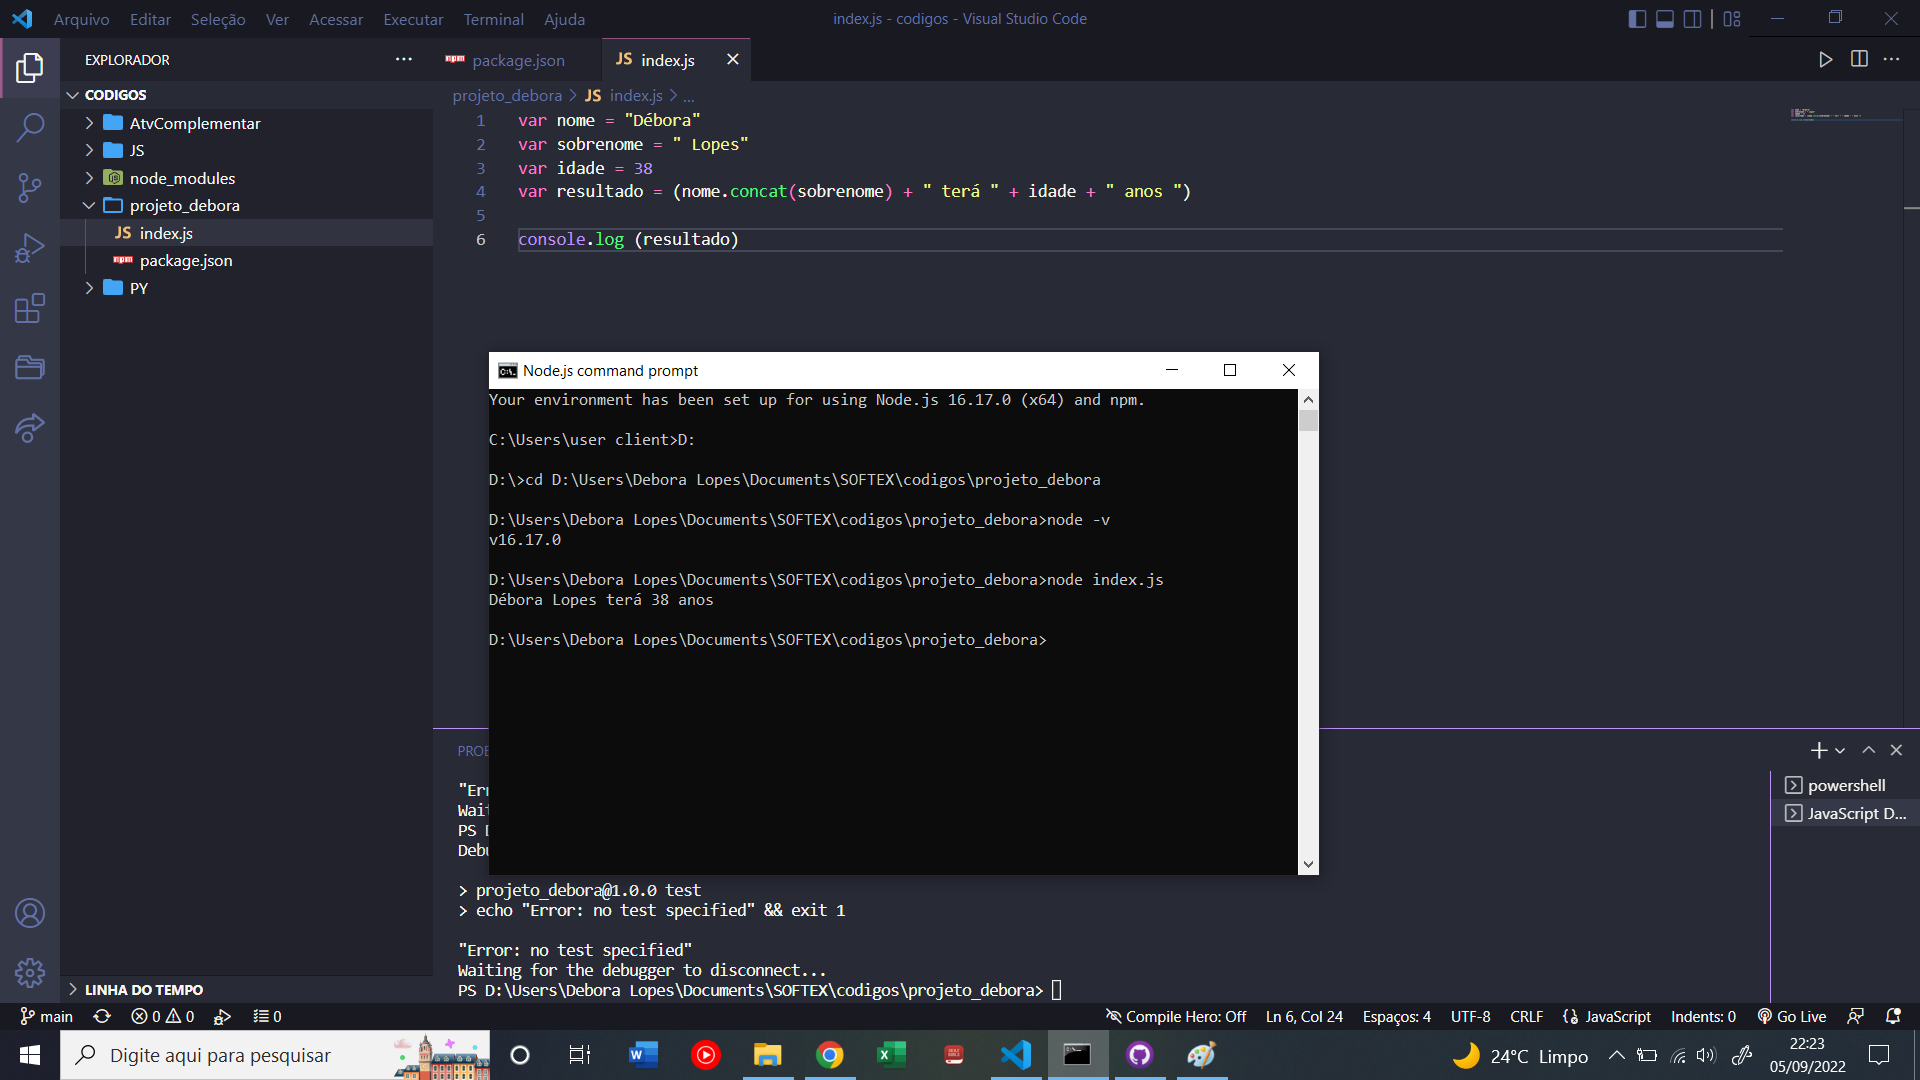 Arquivo Editar Seleção Ver Acessar Executar Terminal Ajuda
index.js - codigos - Visual Studio Code
EXPLORADOR
package.json
JS index.js
CODIGOS
AtvComplementar
JS
node_modules
projeto_debora
JS index.js
npm package.json
PY
projeto_debora > JS index.js > ...
1 var nome = "Débora"
2 var sobrenome = " Lopes"
3 var idade = 38
4 var resultado = (nome.concat(sobrenome) + " terá " + idade + " anos ")
5
6 console.log (resultado)
Node.js command prompt
Your environment has been set up for using Node.js 16.17.0 (x64) and npm.
C:\Users\user client>D:
D:\>cd D:\Users\Debora Lopes\Documents\SOFTEX\codigos\projeto_debora
D:\Users\Debora Lopes\Documents\SOFTEX\codigos\projeto_debora>node -v
v16.17.0
D:\Users\Debora Lopes\Documents\SOFTEX\codigos\projeto_debora>node index.js
Débora Lopes terá 38 anos
D:\Users\Debora Lopes\Documents\SOFTEX\codigos\projeto_debora>
PS
> projeto_debora@1.0.0 test
> echo "Error: no test specified" && exit 1
"Error: no test specified"
Waiting for the debugger to disconnect...
PS D:\Users\Debora Lopes\Documents\SOFTEX\codigos\projeto_debora>
powershell
JavaScript D...
LINHA DO TEMPO
main 0 0 0
Compile Hero: Off Ln 6, Col 24 Espaços: 4 UTF-8 CRLF JavaScript Indents: 0 Go Live
Digite aqui para pesquisar
24°C Limpo
22:23
05/09/2022